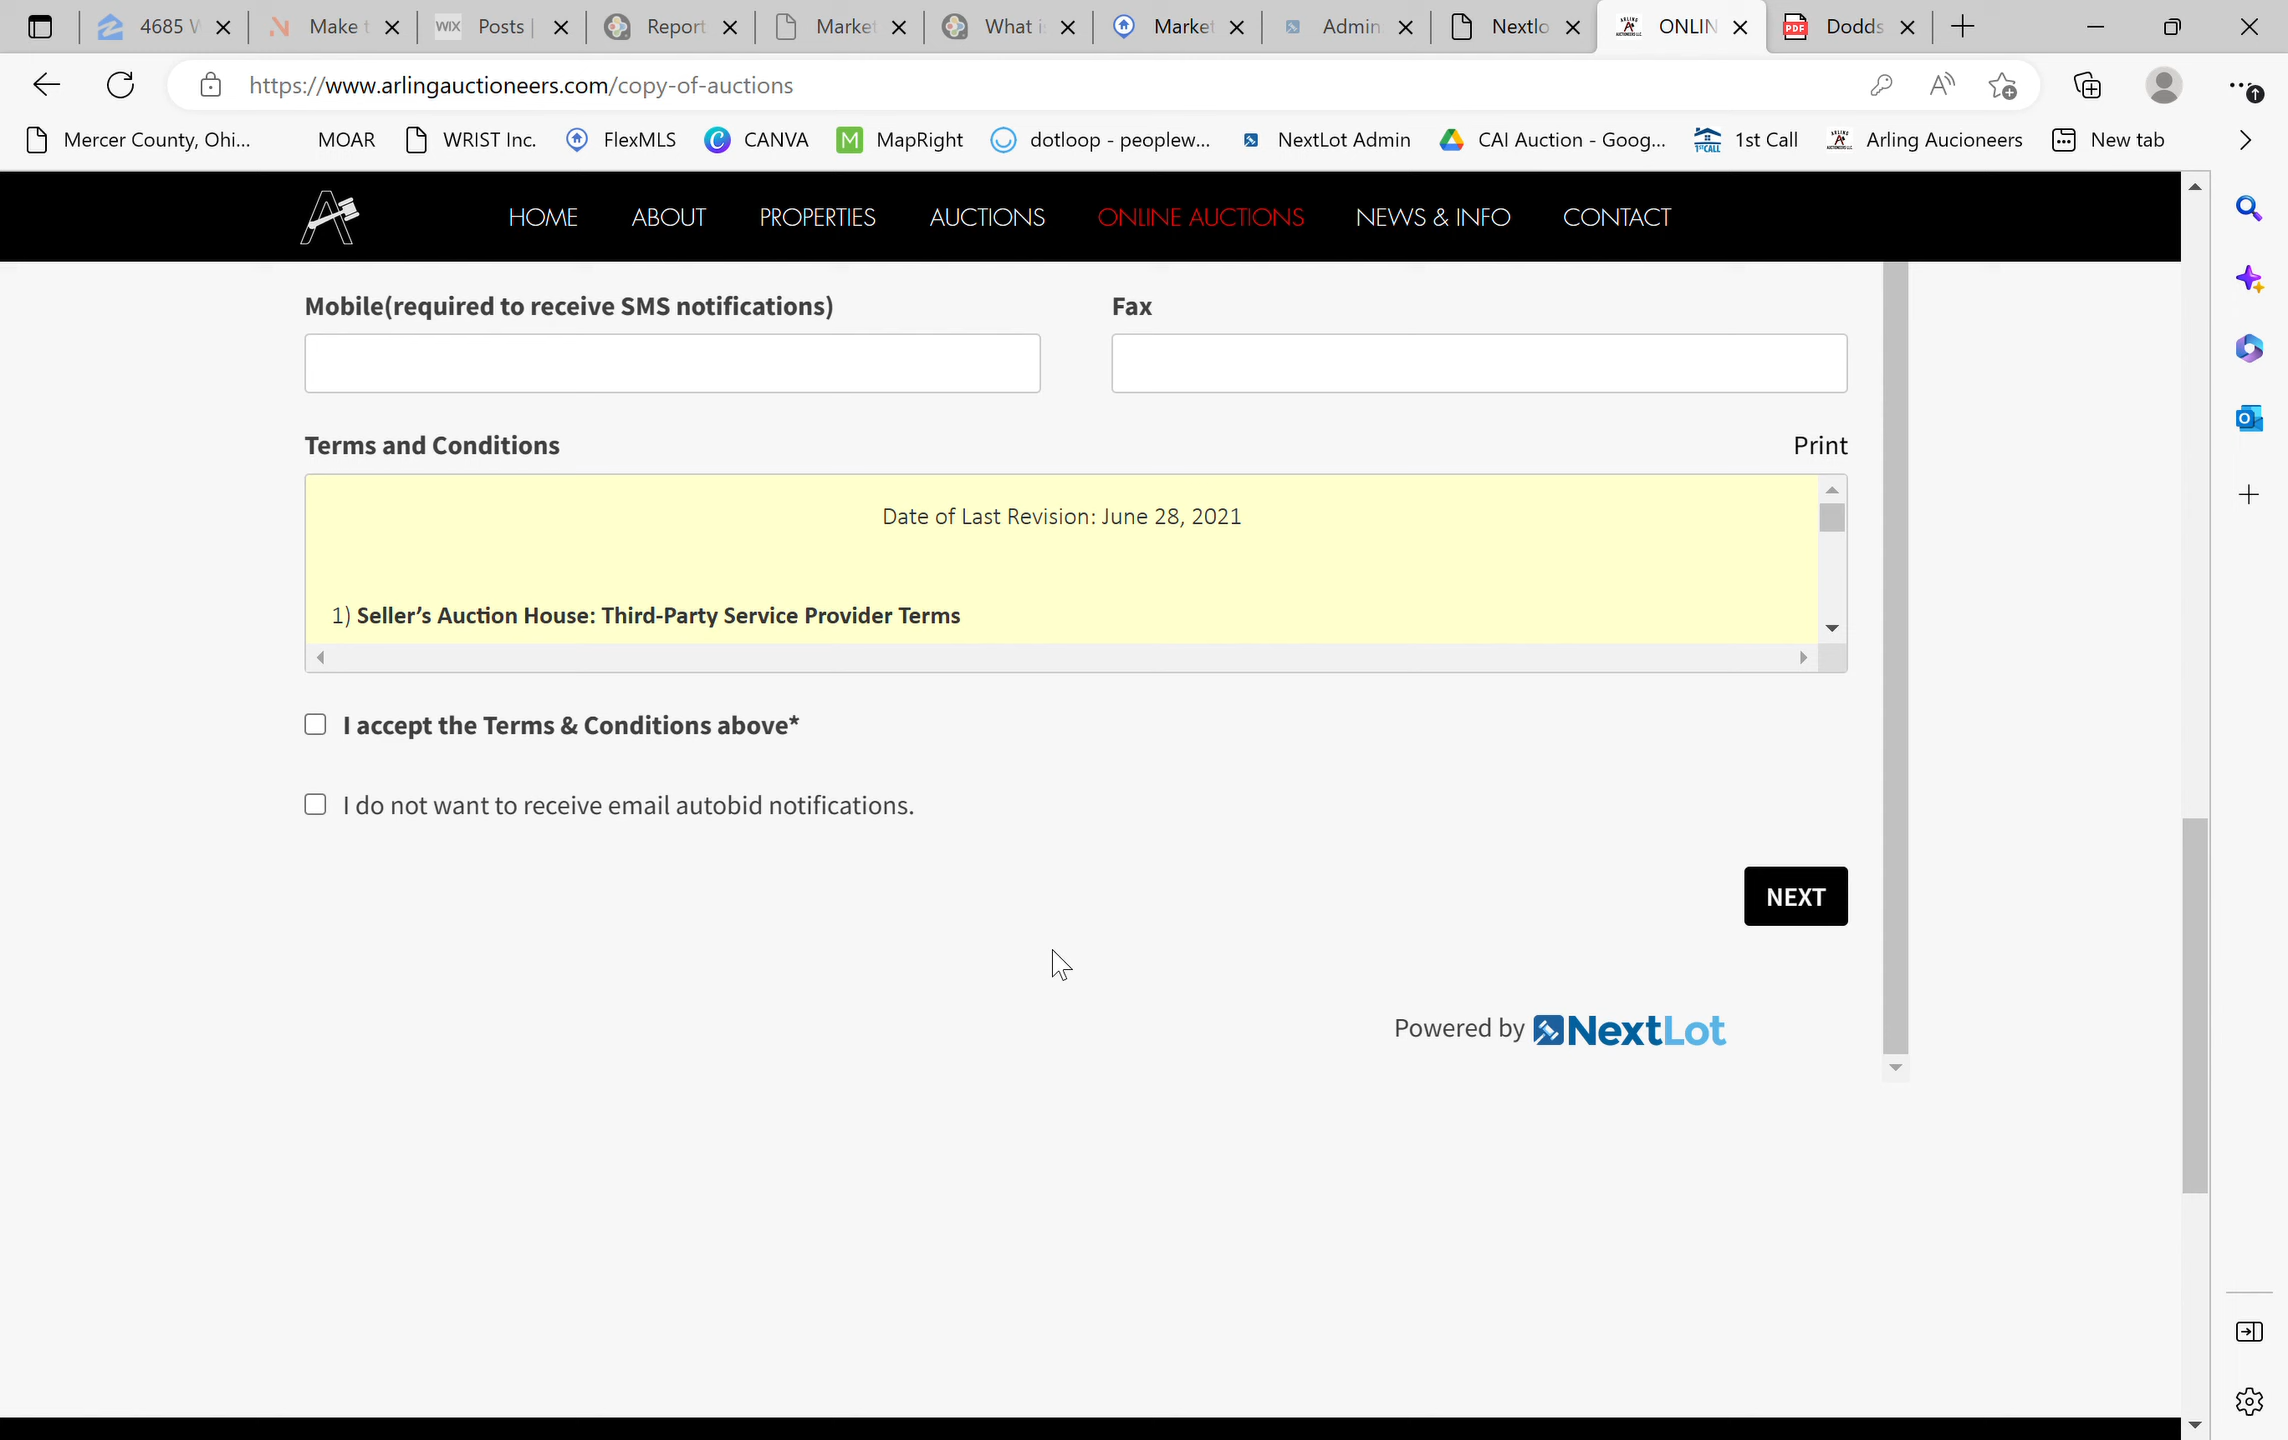 4685 W Make t WIX Posts Report Market What i Market Admin Nextlo ONLIN PDF Dodds
https://www.arlingauctioneers.com/copy-of-auctions
Mercer County, Ohi... MOAR WRIST Inc. FlexMLS CANVA MapRight dotloop - peoplew... NextLot Admin CAI Auction - Goog... 1st Call Arling Aucioneers New tab
HOME ABOUT PROPERTIES AUCTIONS ONLINE AUCTIONS NEWS & INFO CONTACT
Mobile(required to receive SMS notifications) Fax
Terms and Conditions Print
Date of Last Revision: June 28, 2021
1) Seller’s Auction House: Third-Party Service Provider Terms
I accept the Terms & Conditions above*
I do not want to receive email autobid notifications.
NEXT
Powered by NextLot